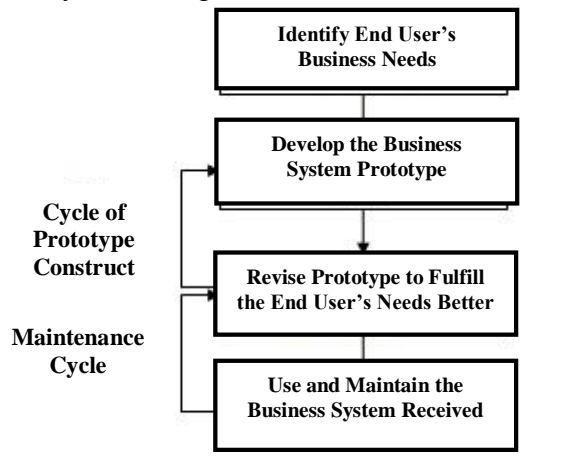 Identify End User's
Business Needs
Develop the Business
System Prototype
Cycle of
Prototype
Construct
Revise Prototype to Fulfill
the End User's Needs Better
Maintenance
Cycle
Use and Maintain the
Business System Received